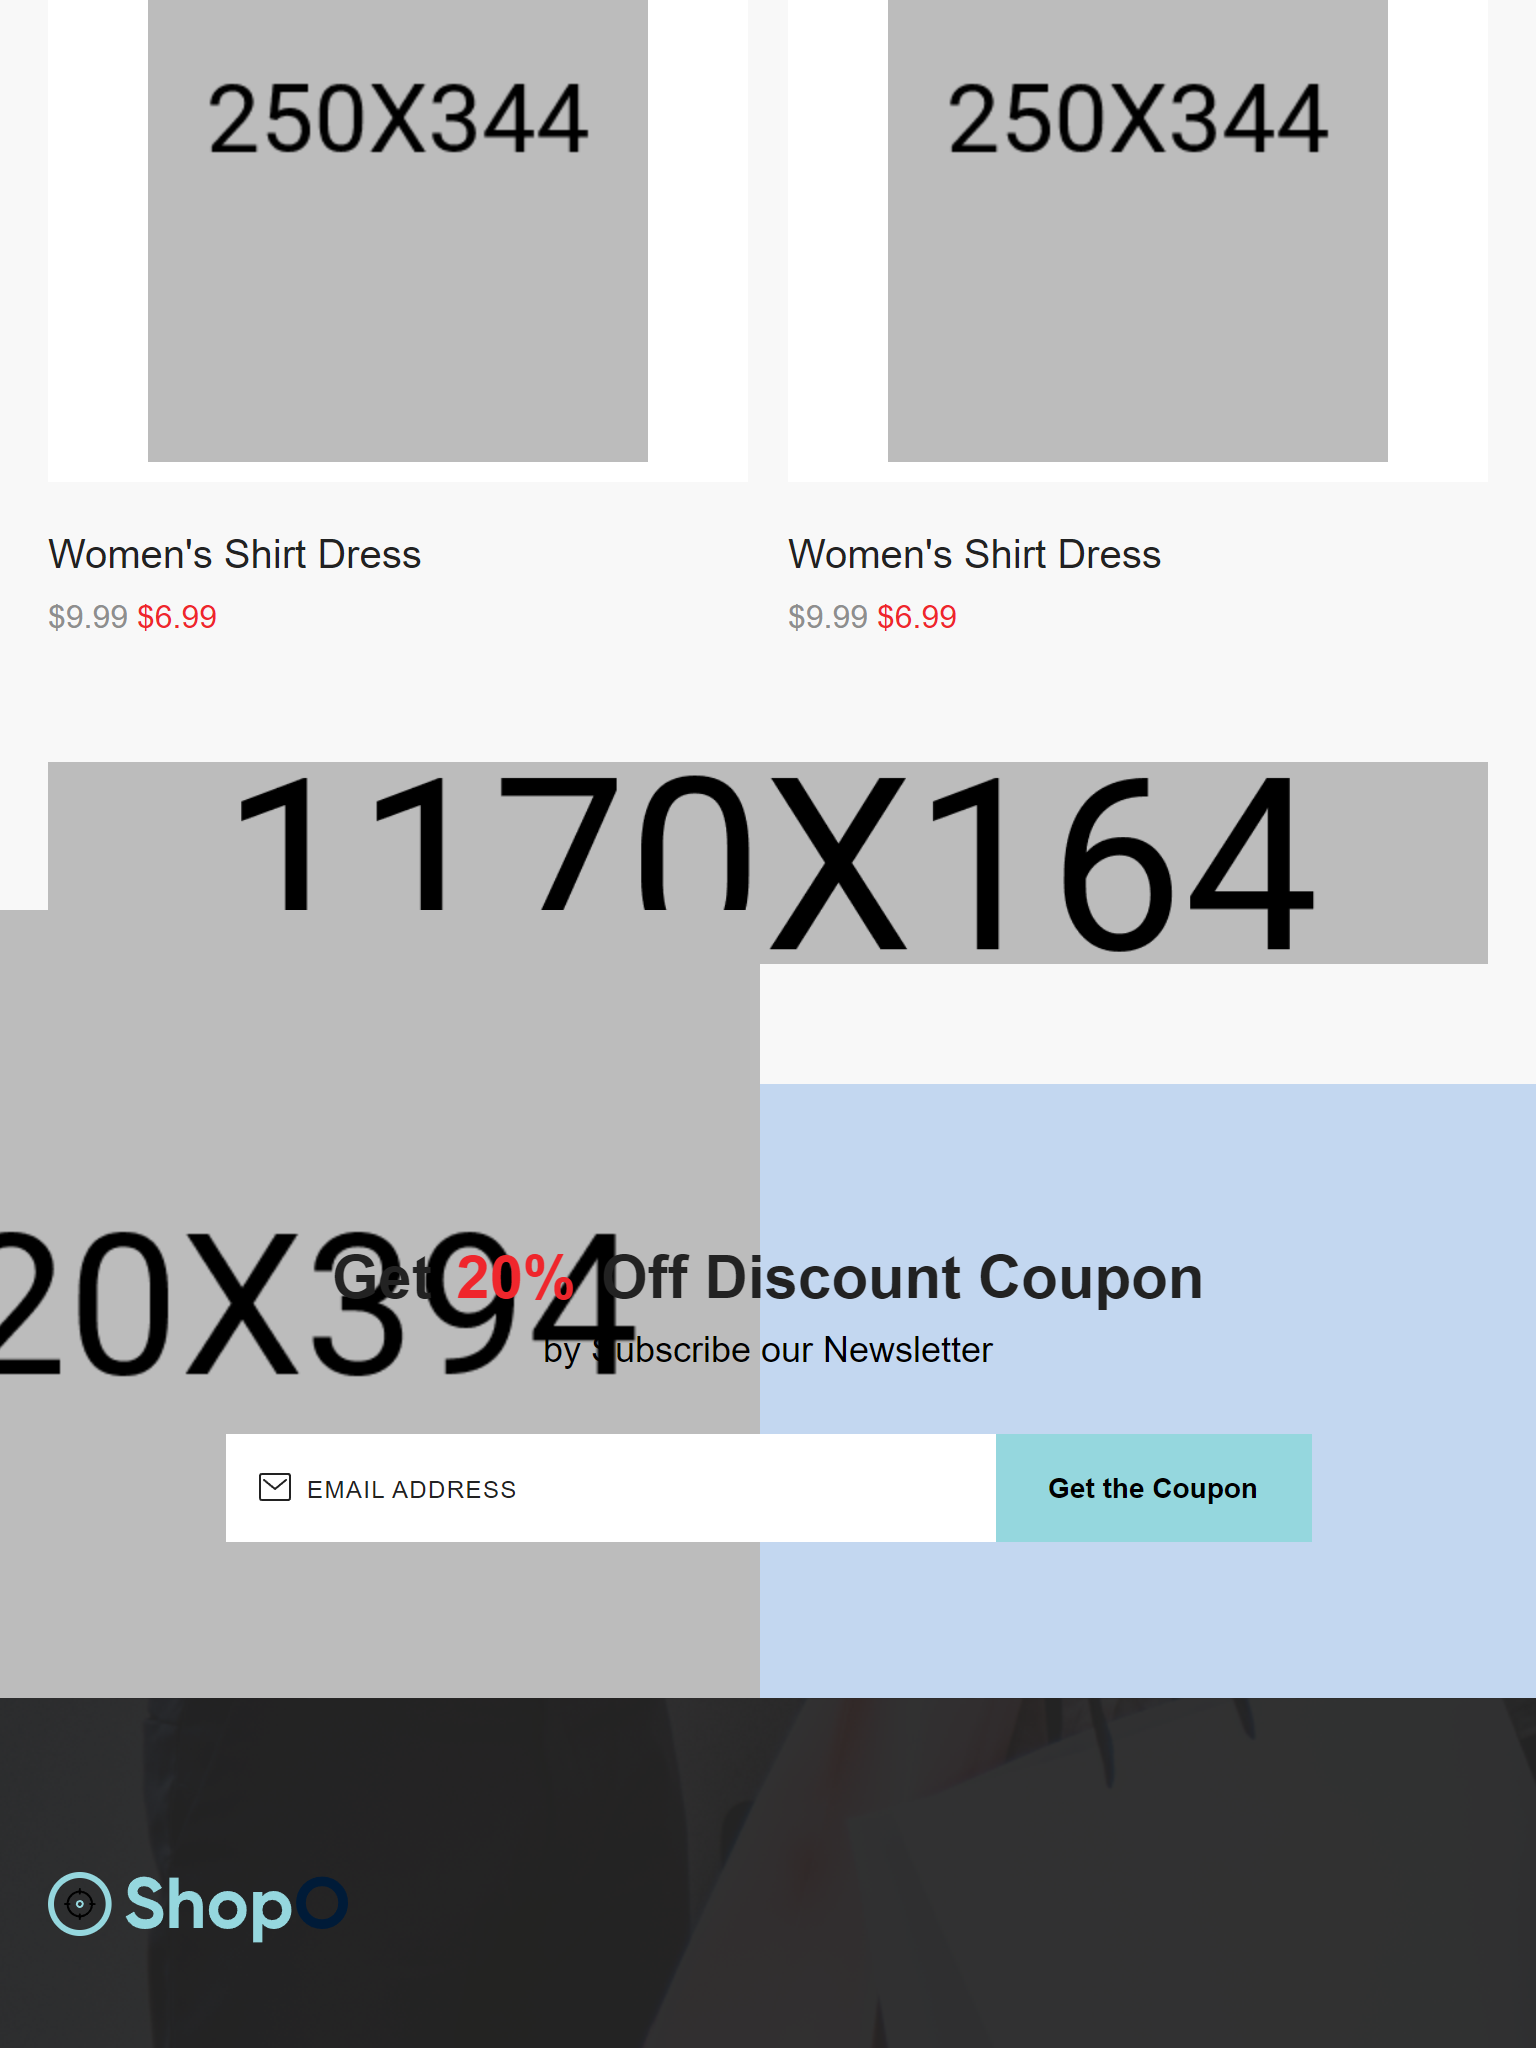 250X344
250X344
Women's Shirt Dress
$9.99 $6.99
Women's Shirt Dress
$9.99 $6.99
1170X164
20X394
Get 20% Off Discount Coupon
by Subscribe our Newsletter
EMAIL ADDRESS
Get the Coupon
ShopO